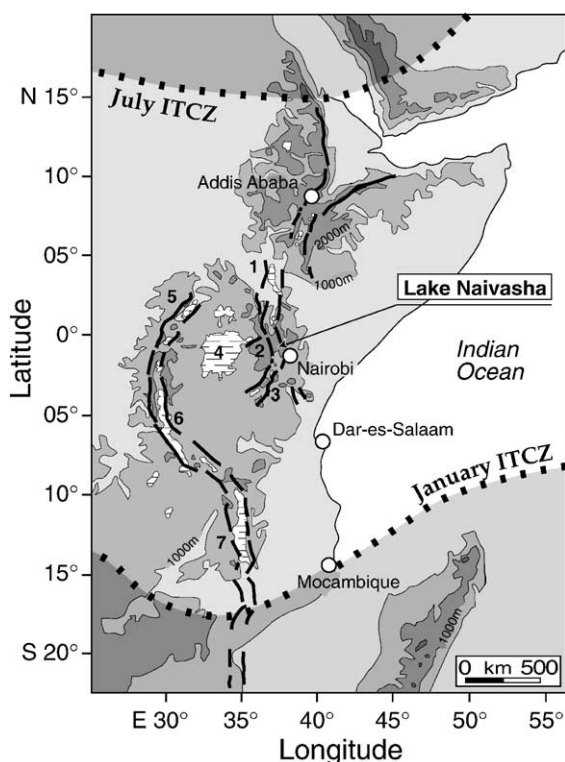 N 15°
July ITCZ
10°
Addis Ababa
2000m
05°
1
1000m
5
Lake Naivasha
0°
4
2
Nairobi
Indian
Ocean
3
Latitude
05°
6
Dar-es-Salaam
10°
January ITCZ
1000m
7
15°
Mocambique
1000m
S 20°
0 km 500
E 30° 35° 40° 45° 50° 55°
Longitude